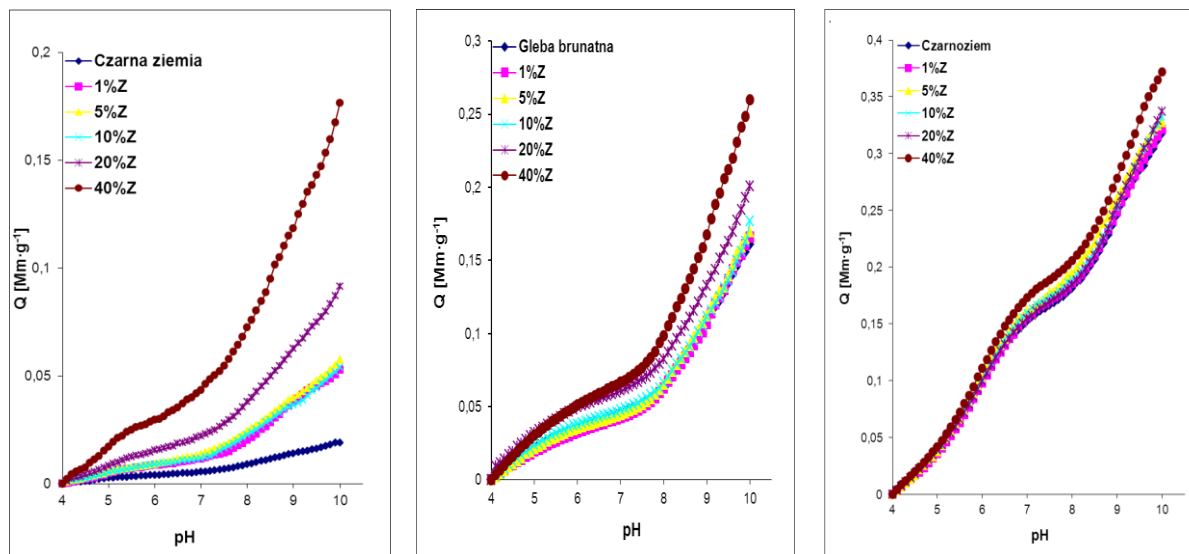 0,2
0,15
0,1
0,05
0
Q [Mm·g⁻¹]
Czarna ziemia
1%Z
5%Z
10%Z
20%Z
40%Z
4 5 6 7 8 9 10
pH
0,3
0,25
0,2
0,15
0,1
0,05
0
Q [Mm·g⁻¹]
Gleba brunatna
1%Z
5%Z
10%Z
20%Z
40%Z
4 5 6 7 8 9 10
pH
0,4
0,35
0,3
0,25
0,2
0,15
0,1
0,05
0
Q [Mm·g⁻¹]
Czarnoziem
1%Z
5%Z
10%Z
20%Z
40%Z
4 5 6 7 8 9 10
pH